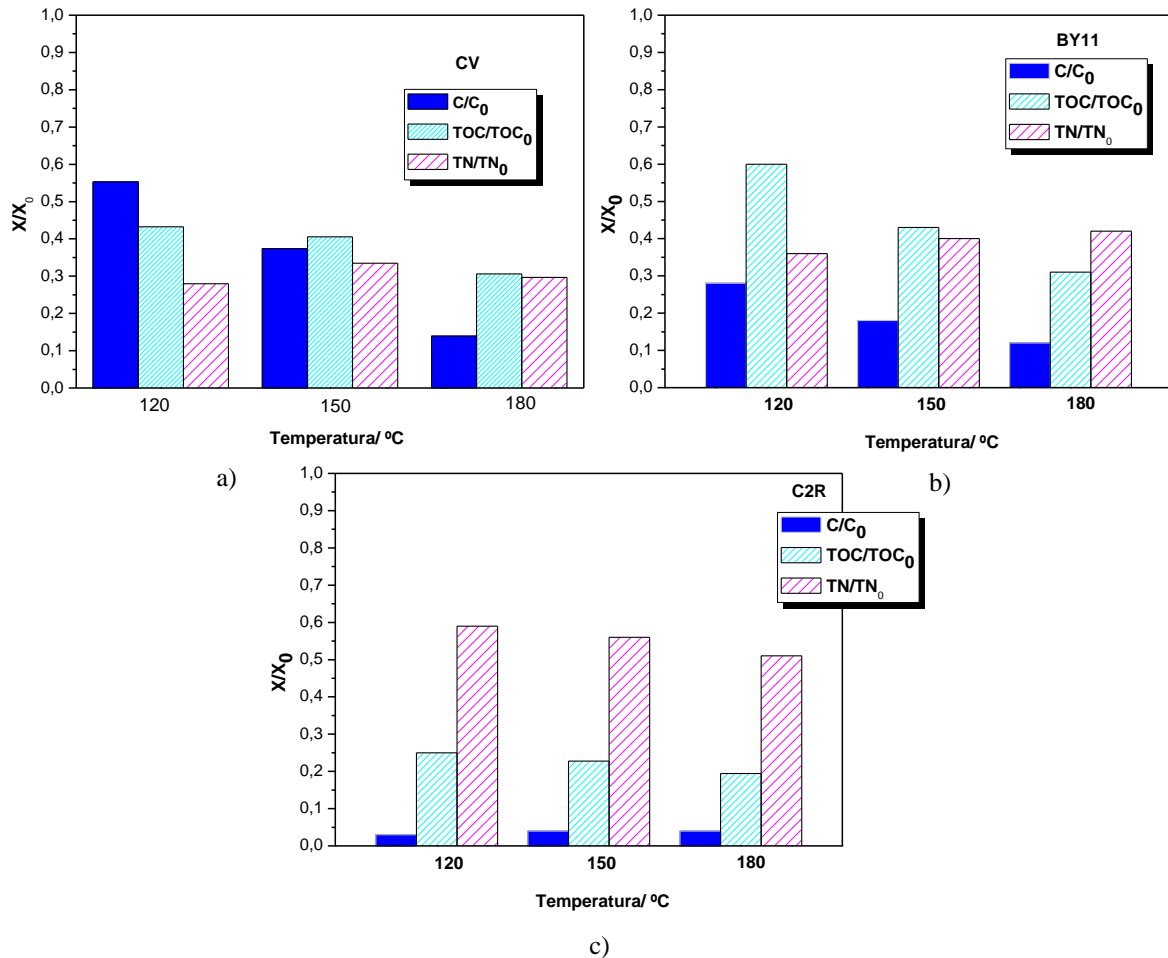 CV
C/C0
TOC/TOC0
TN/TN0
1,0
0,9
0,8
0,7
0,6
0,5
0,4
0,3
0,2
0,1
0,0
X/X0
120 150 180
Temperatura/ ºC
a)
BY11
C/C0
TOC/TOC0
TN/TN0
1,0
0,9
0,8
0,7
0,6
0,5
0,4
0,3
0,2
0,1
0,0
X/X0
120 150 180
Temperatura/ ºC
b)
C2R
C/C0
TOC/TOC0
TN/TN0
1,0
0,9
0,8
0,7
0,6
0,5
0,4
0,3
0,2
0,1
0,0
X/X0
120 150 180
Temperatura/ ºC
c)